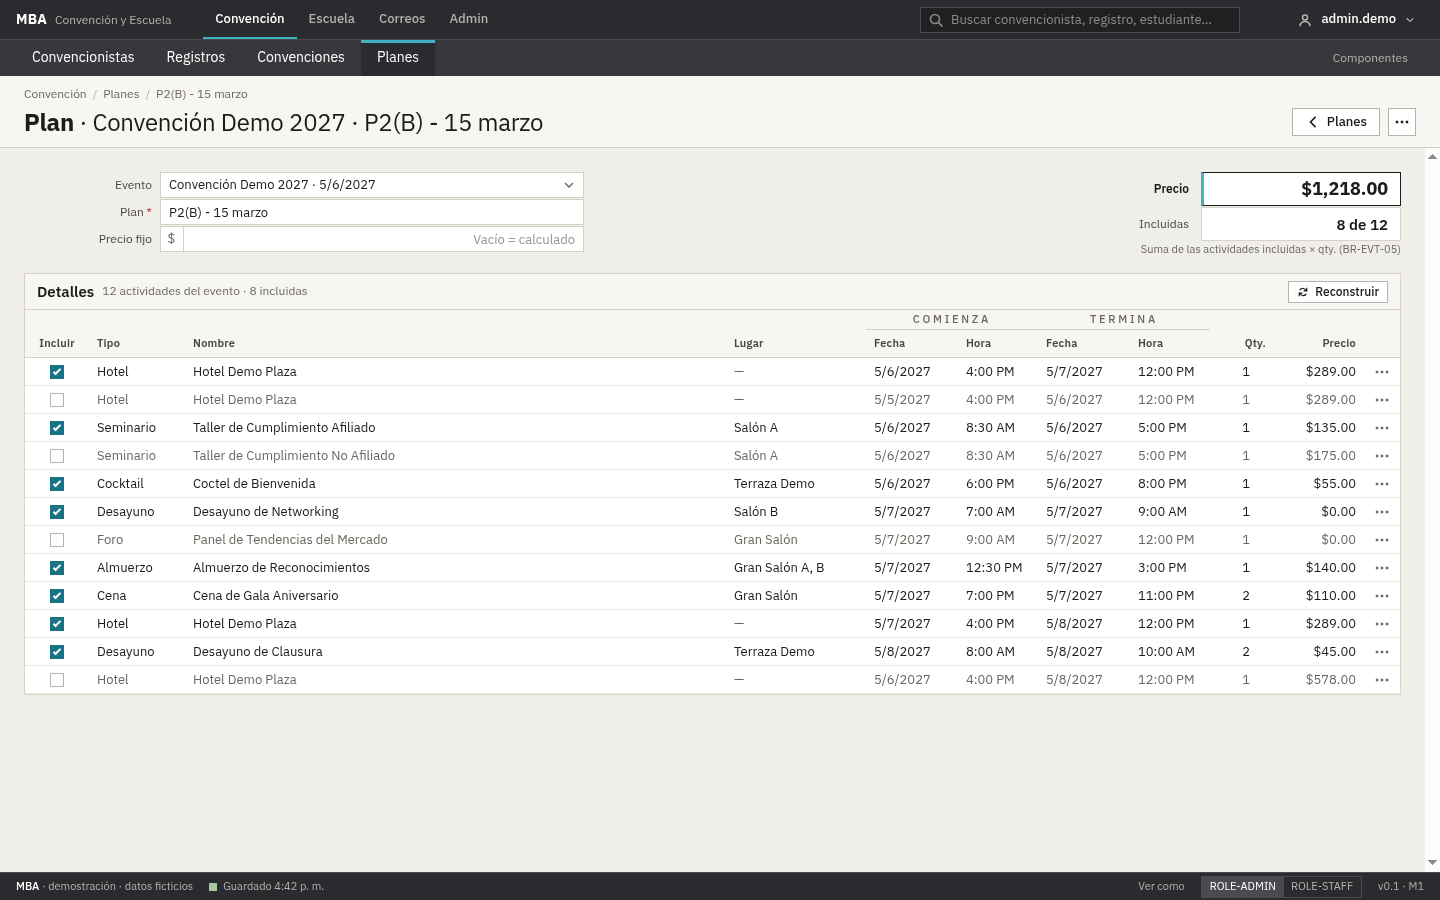 MBA Convención y Escuela Convención Escuela Correos Admin Buscar convencionista, registro, estudiante... admin.demo
Convencionistas Registros Convenciones Planes Componentes
Convención / Planes / P2(B) - 15 marzo
Plan · Convención Demo 2027 · P2(B) - 15 marzo Planes
Evento Convención Demo 2027 · 5/6/2027 Precio $1,218.00
Plan * P2(B) - 15 marzo Incluidas 8 de 12
Precio fijo $ Vacío = calculado Suma de las actividades incluidas × qty. (BR-EVT-05)
Detalles 12 actividades del evento · 8 incluidas Reconstruir
COMIENZA TERMINA
Incluir Tipo Nombre Lugar Fecha Hora Fecha Hora Qty. Precio
Hotel Hotel Demo Plaza — 5/6/2027 4:00 PM 5/7/2027 12:00 PM 1 $289.00
Hotel Hotel Demo Plaza — 5/5/2027 4:00 PM 5/6/2027 12:00 PM 1 $289.00
Seminario Taller de Cumplimiento Afiliado Salón A 5/6/2027 8:30 AM 5/6/2027 5:00 PM 1 $135.00
Seminario Taller de Cumplimiento No Afiliado Salón A 5/6/2027 8:30 AM 5/6/2027 5:00 PM 1 $175.00
Cocktail Coctel de Bienvenida Terraza Demo 5/6/2027 6:00 PM 5/6/2027 8:00 PM 1 $55.00
Desayuno Desayuno de Networking Salón B 5/7/2027 7:00 AM 5/7/2027 9:00 AM 1 $0.00
Foro Panel de Tendencias del Mercado Gran Salón 5/7/2027 9:00 AM 5/7/2027 12:00 PM 1 $0.00
Almuerzo Almuerzo de Reconocimientos Gran Salón A, B 5/7/2027 12:30 PM 5/7/2027 3:00 PM 1 $140.00
Cena Cena de Gala Aniversario Gran Salón 5/7/2027 7:00 PM 5/7/2027 11:00 PM 2 $110.00
Hotel Hotel Demo Plaza — 5/7/2027 4:00 PM 5/8/2027 12:00 PM 1 $289.00
Desayuno Desayuno de Clausura Terraza Demo 5/8/2027 8:00 AM 5/8/2027 10:00 AM 2 $45.00
Hotel Hotel Demo Plaza — 5/6/2027 4:00 PM 5/8/2027 12:00 PM 1 $578.00
MBA · demostración · datos ficticios Guardado 4:42 p. m. Ver como ROLE-ADMIN ROLE-STAFF v0.1 · M1